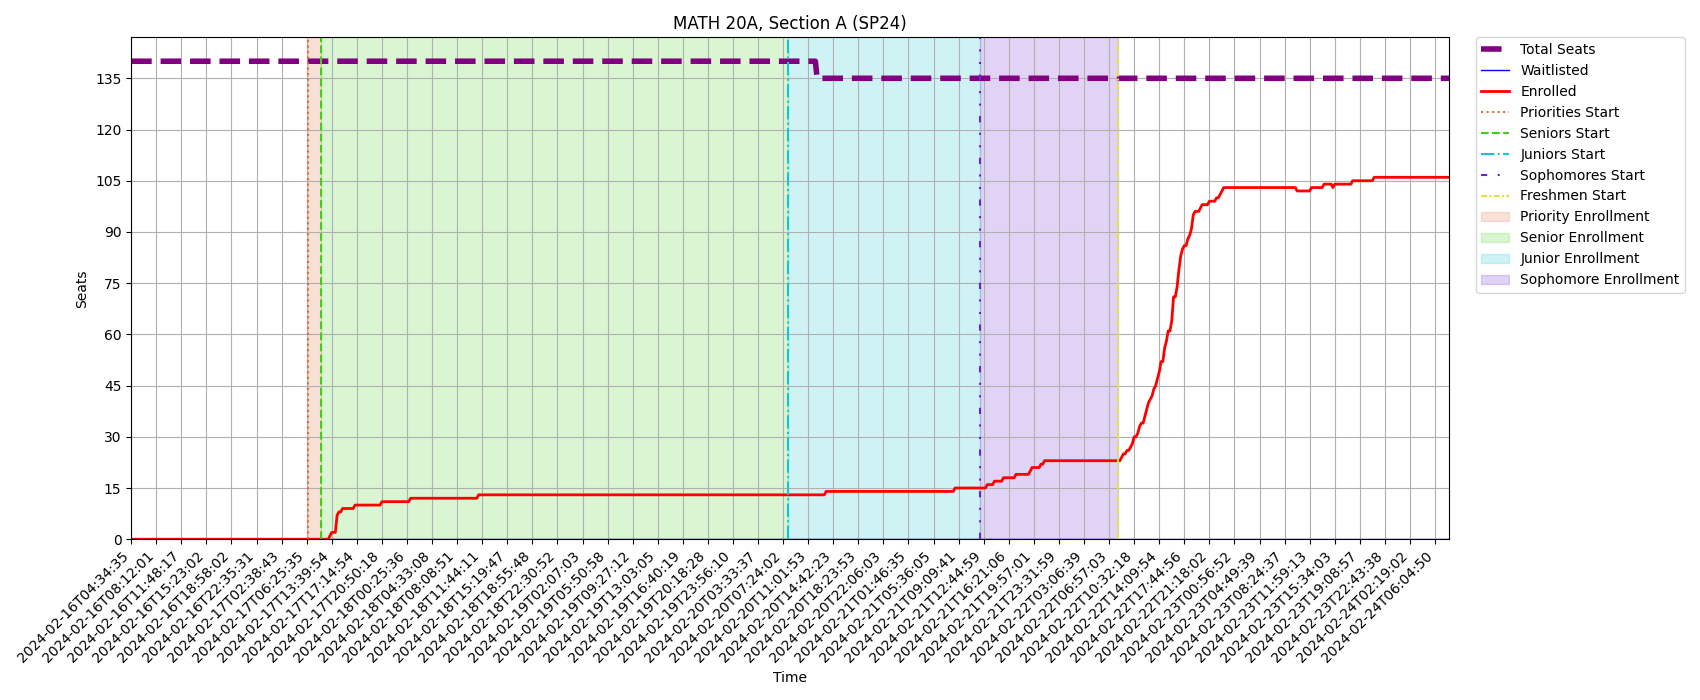 MATH 20A, Section A (SP24)
Total Seats
Waitlisted
Enrolled
Priorities Start
Seniors Start
Juniors Start
Sophomores Start
Freshmen Start
Priority Enrollment
Senior Enrollment
Junior Enrollment
Sophomore Enrollment
Seats
135
120
105
90
75
60
45
30
15
0
2024-02-16T04:34:35
2024-02-16T08:12:01
2024-02-16T11:48:17
2024-02-16T15:23:02
2024-02-16T18:58:02
2024-02-16T22:35:31
2024-02-17T02:38:43
2024-02-17T06:25:35
2024-02-17T13:39:54
2024-02-17T17:14:54
2024-02-17T20:50:18
2024-02-18T00:25:36
2024-02-18T04:33:08
2024-02-18T08:08:51
2024-02-18T11:44:11
2024-02-18T15:19:47
2024-02-18T18:55:48
2024-02-18T22:30:52
2024-02-19T02:07:03
2024-02-19T05:50:58
2024-02-19T09:27:12
2024-02-19T13:03:05
2024-02-19T16:40:19
2024-02-19T20:18:28
2024-02-19T23:56:10
2024-02-20T03:33:37
2024-02-20T07:24:02
2024-02-20T11:01:53
2024-02-20T14:42:23
2024-02-20T18:23:53
2024-02-20T22:06:03
2024-02-21T01:46:35
2024-02-21T05:36:05
2024-02-21T09:09:41
2024-02-21T12:44:59
2024-02-21T16:21:06
2024-02-21T19:57:01
2024-02-21T23:31:59
2024-02-22T03:06:39
2024-02-22T06:57:03
2024-02-22T10:32:18
2024-02-22T14:09:54
2024-02-22T17:44:56
2024-02-22T21:18:02
2024-02-23T00:56:52
2024-02-23T04:49:39
2024-02-23T08:24:37
2024-02-23T11:59:13
2024-02-23T15:34:03
2024-02-23T19:08:57
2024-02-23T22:43:38
2024-02-24T02:19:02
2024-02-24T06:04:50
Time